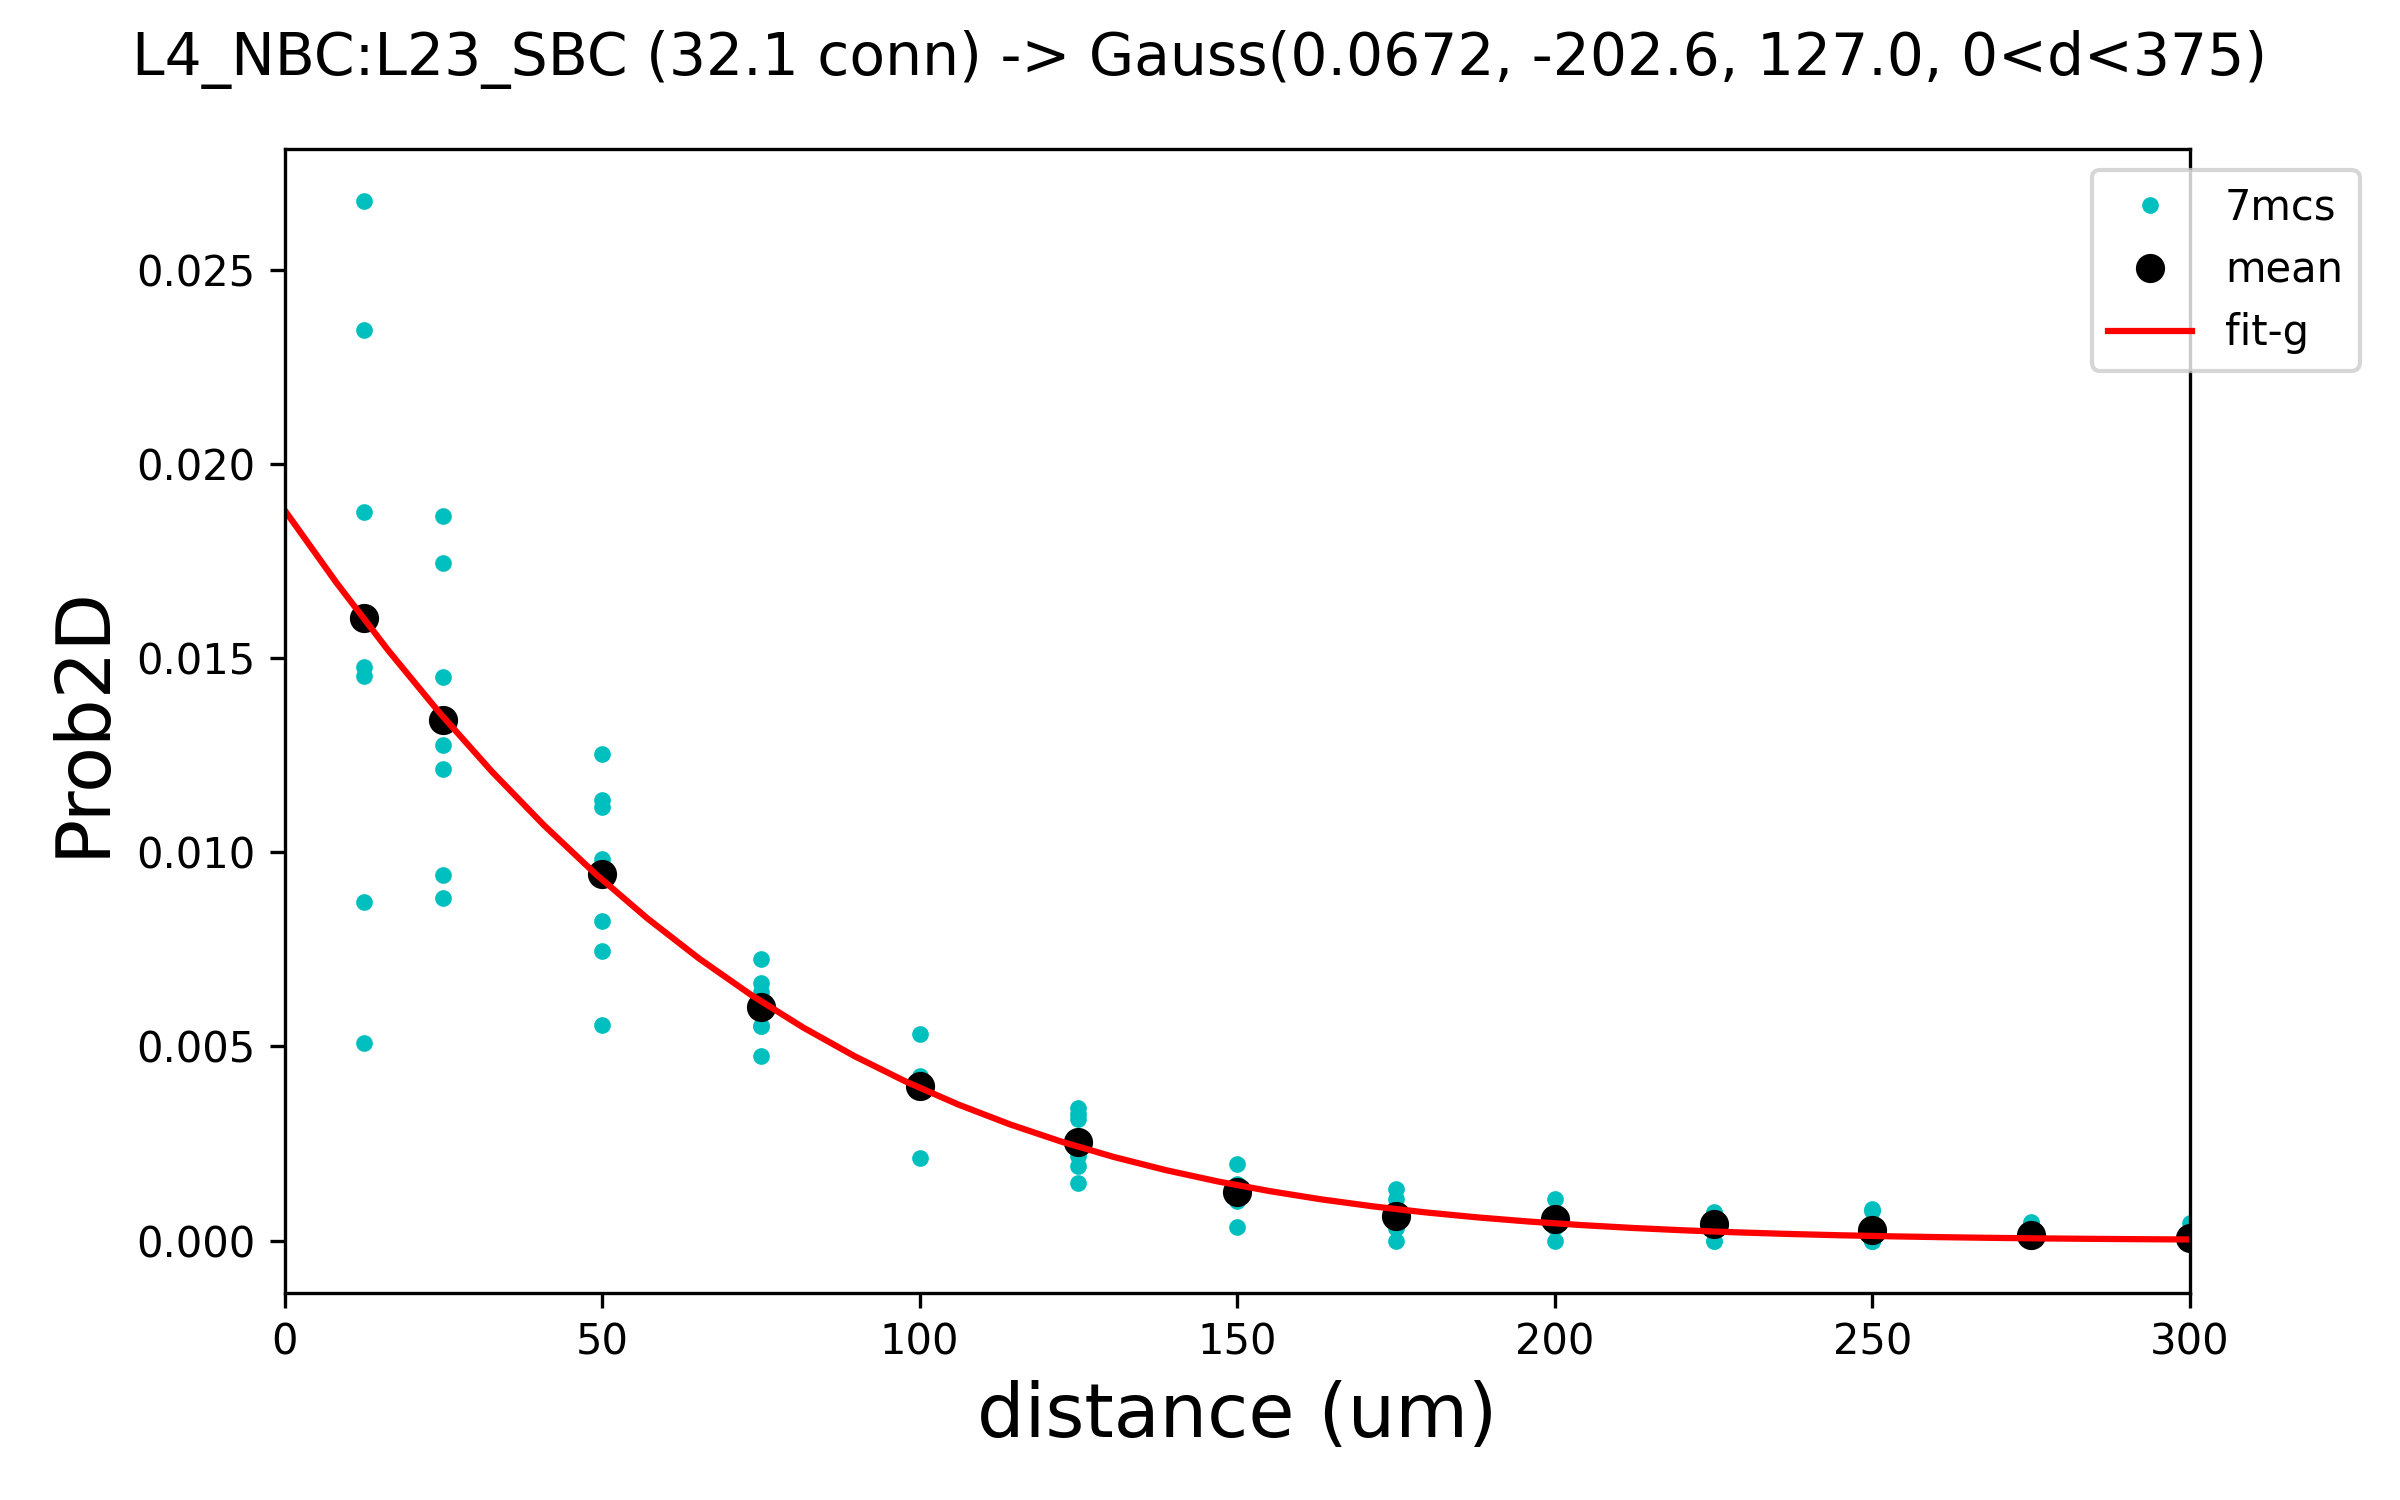 L4_NBC:L23_SBC (32.1 conn) -> Gauss(0.0672, -202.6, 127.0, 0<d<375)
7mcs
mean
fit-g
Prob2D
0.025
0.020
0.015
0.010
0.005
0.000
0 50 100 150 200 250 300
distance (um)